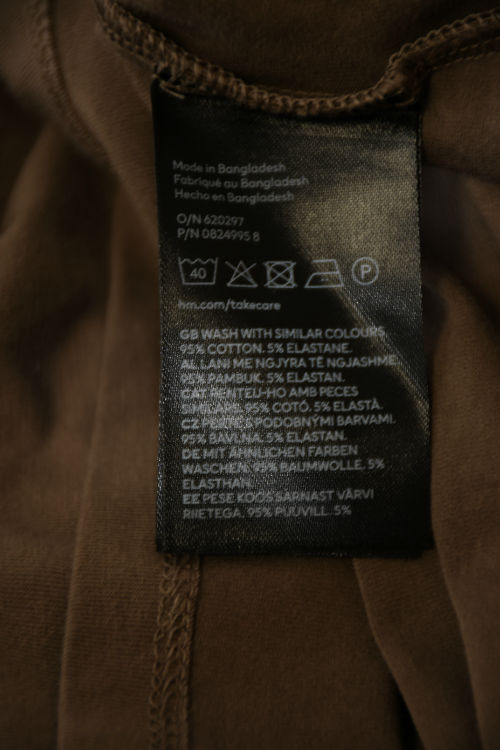 Made in Bangladesh
Fabriqué au Bangladesh
Hecho en Bangladesh
O/N 620297
P/N 0824995 8
40 P
hm.com/takecare
GB WASH WITH SIMILAR COLOURS
95% COTTON. 5% ELASTANE.
AL LANI ME NGJYRA TË NGJASHME.
95% PAMBUK. 5% ELASTAN.
CAT RENTEU-HO AMB PECES
SIMILARS. 95% COTÓ. 5% ELASTÀ.
CZ PERTE S PODOBNÝMI BARVAMI.
95% BAVLNA. 5% ELASTAN.
DE MIT ÄHNLICHEN FARBEN
WASCHEN. 95% BAUMWOLLE. 5%
ELASTHAN.
EE PESE KOOS SARNAST VÄRVI
RIIETEGA. 95% PUUVILL. 5%